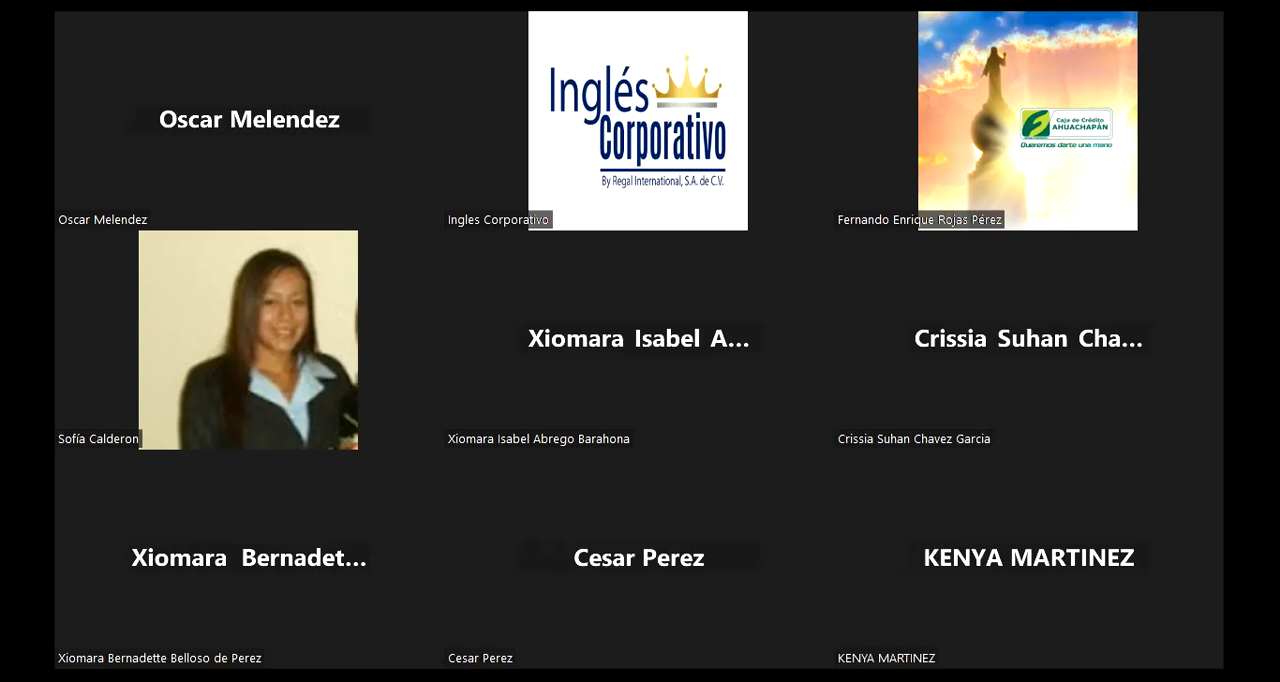 Oscar Melendez
Oscar Melendez
Inglés
Corporativo
By Regal International, S.A. de C.V.
Ingles Corporativo
Caja de Crédito
AHUACHAPÁN
Queremos darte una mano
Fernando Enrique Rojas Pérez
Sofía Calderon
Xiomara Isabel A...
Xiomara Isabel Abrego Barahona
Crissia Suhan Cha...
Crissia Suhan Chavez Garcia
Xiomara Bernadet...
Xiomara Bernadette Belloso de Perez
Cesar Perez
Cesar Perez
KENYA MARTINEZ
KENYA MARTINEZ